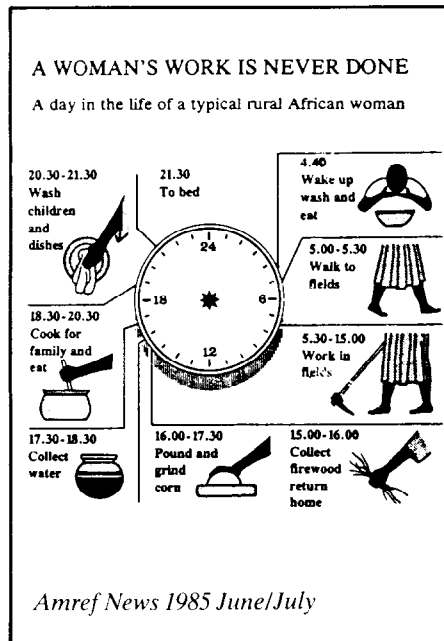 A WOMAN'S WORK IS NEVER DONE
A day in the life of a typical rural African woman
4.40
Wake up
wash and
eat
5.00-5.30
Walk to
fields
5.30-15.00
Work in
fields
15.00-16.00
Collect
firewood
return
home
16.00-17.30
Pound and
grind
corn
17.30-18.30
Collect
water
18.30-20.30
Cook for
family and
eat
20.30-21.30
Wash
children
and
dishes
21.30
To bed
24
6
12
18
Amref News 1985 June/July